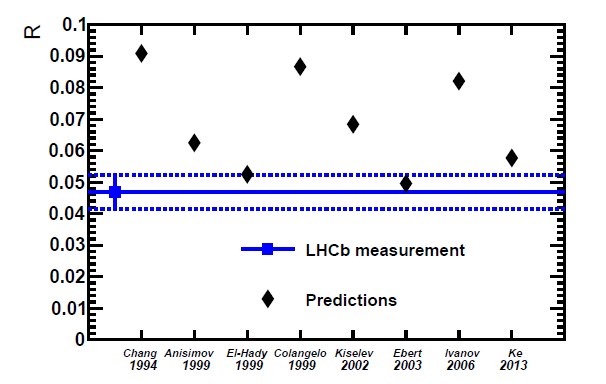 R
0.1
0.09
0.08
0.07
0.06
0.05
0.04
0.03
0.02
0.01
0
LHCb measurement
Predictions
Chang Anisimov El-Hady Colangelo Kiselev Ebert Ivanov Ke
1994 1999 1999 1999 2002 2003 2006 2013